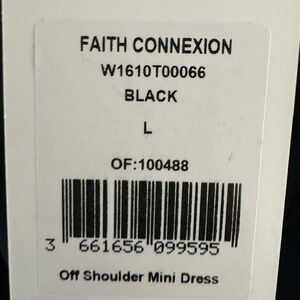 FAITH CONNEXION
W1610T00066
BLACK
L
OF:100488
3 661656 099595
Off Shoulder Mini Dress